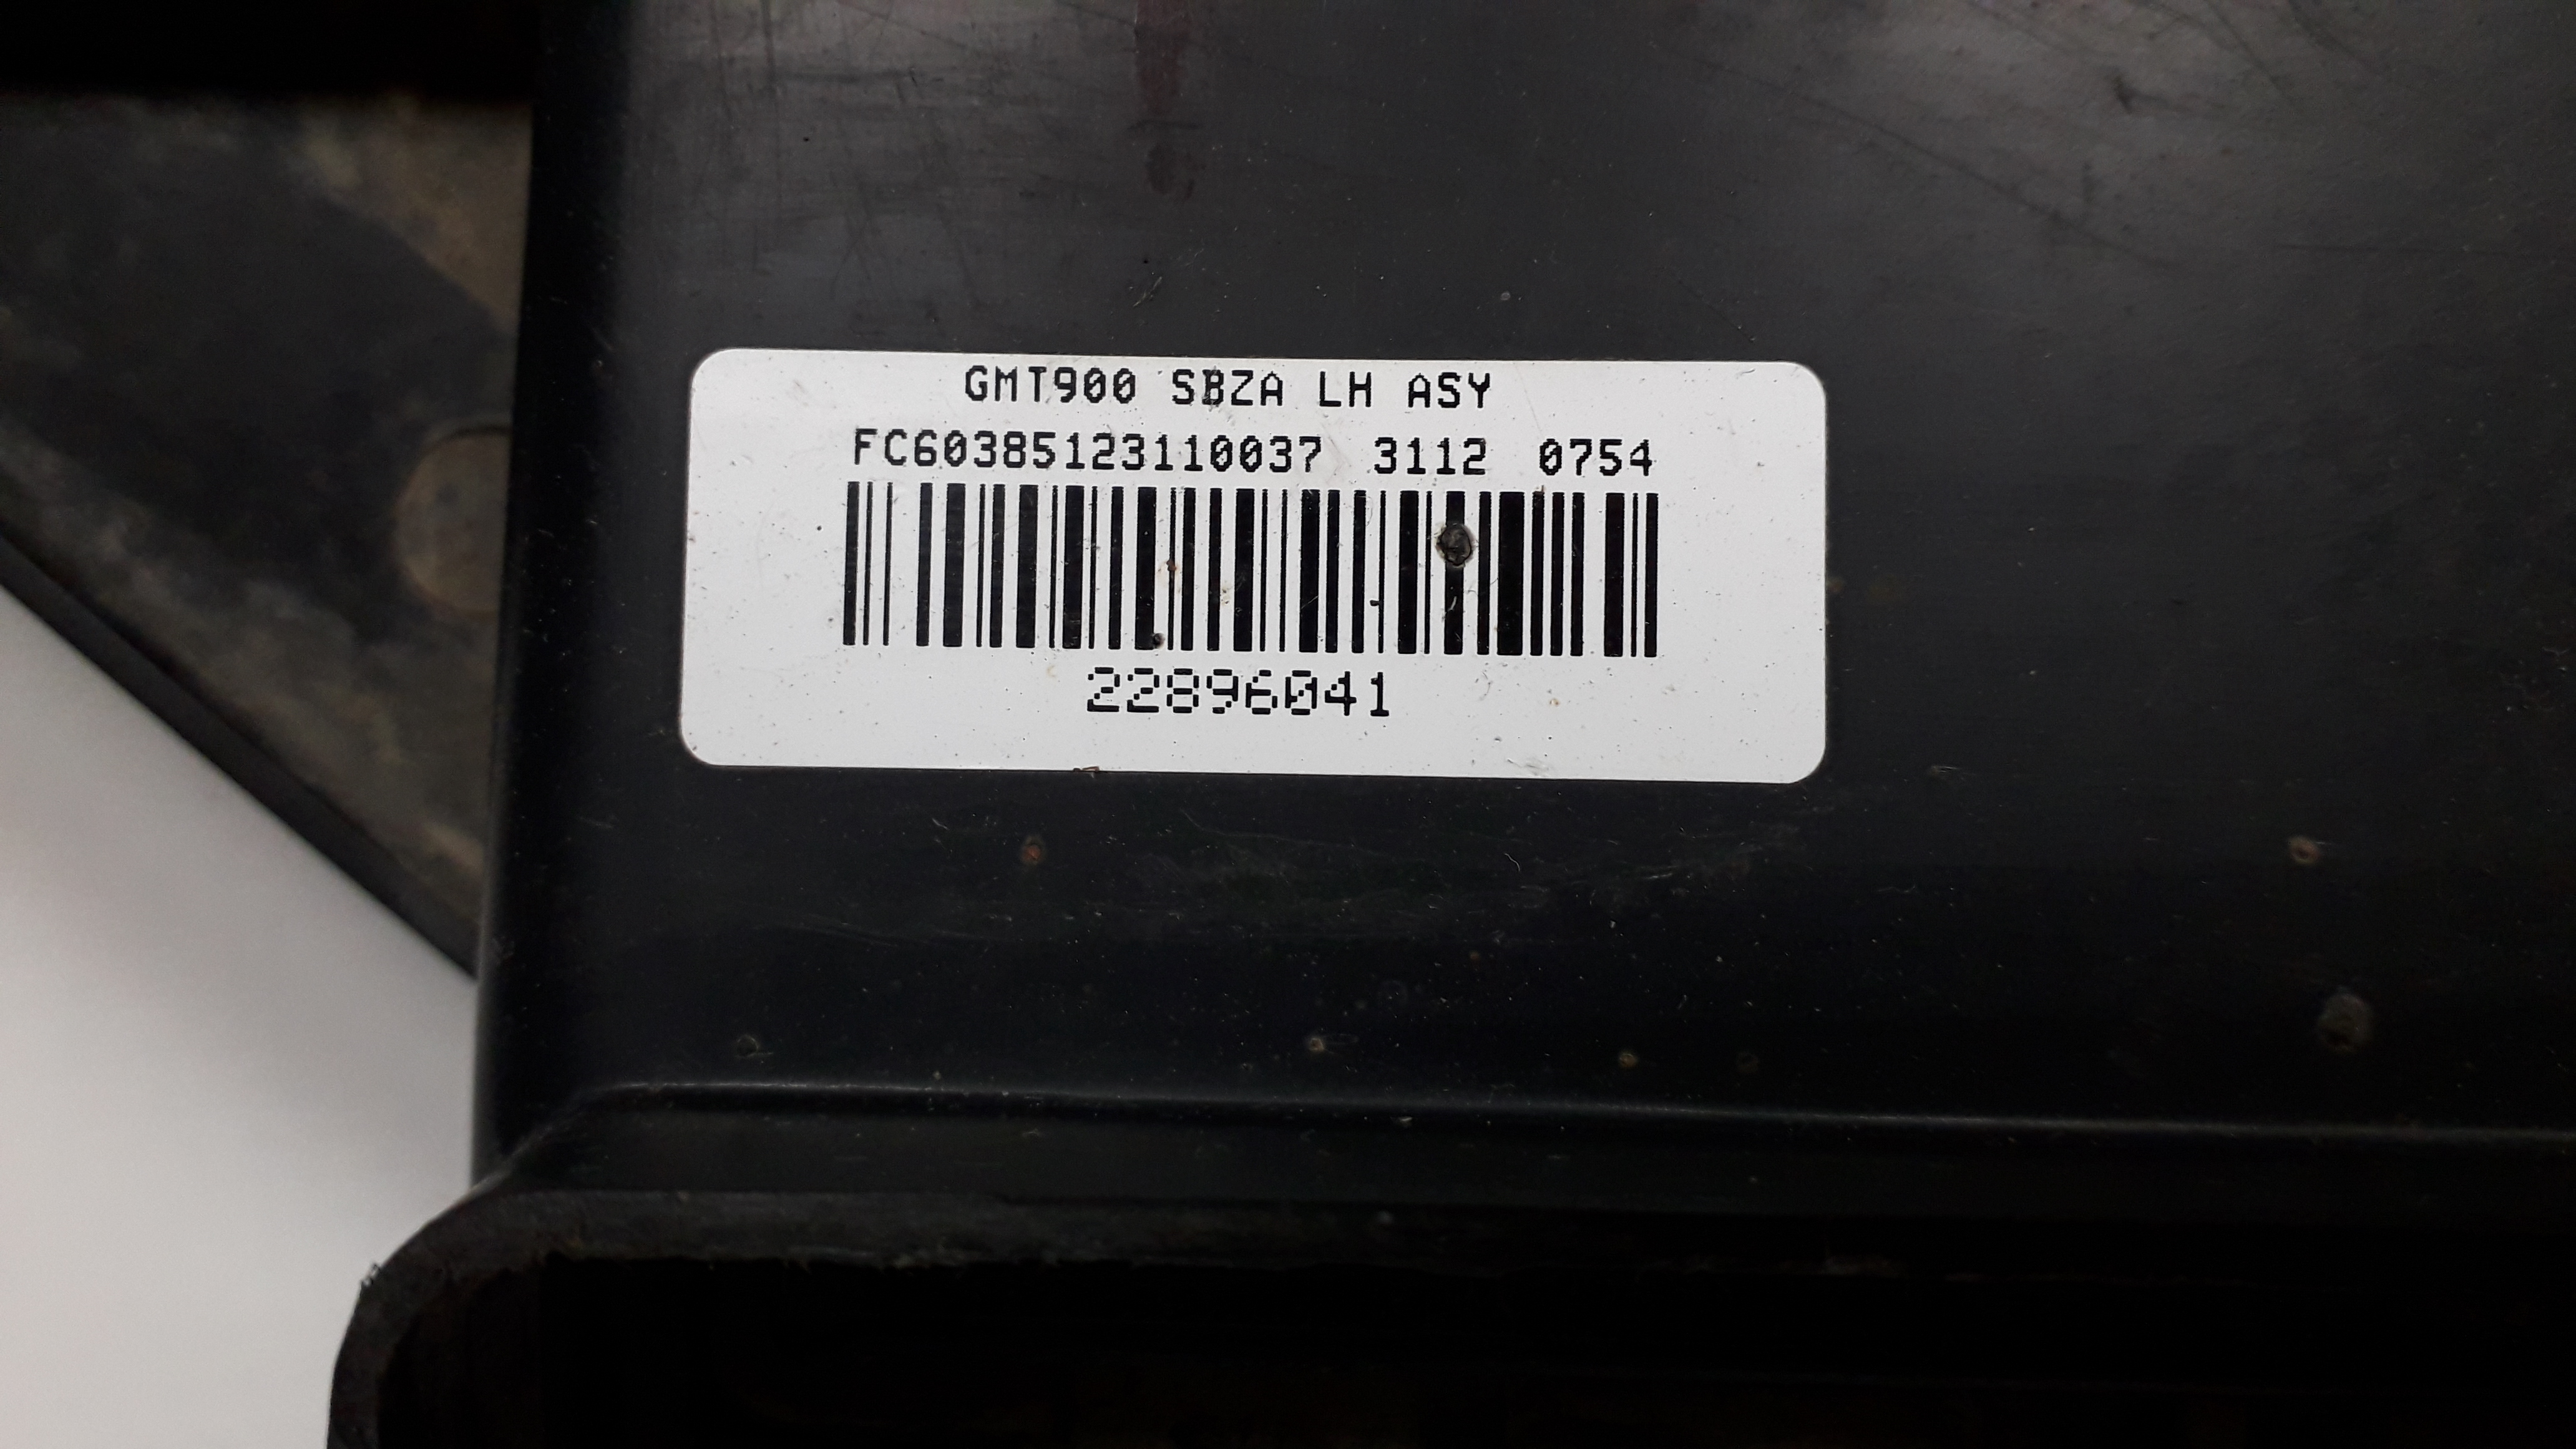 GMT900 SBZA LH ASY
FC60385123110037 3112 0754
22896041